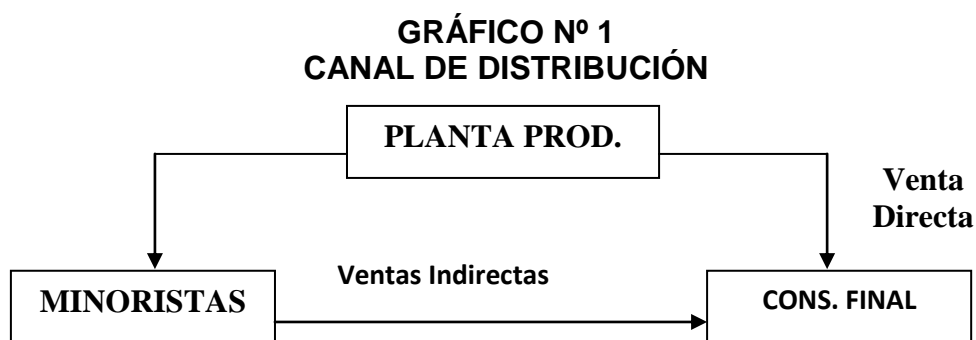 GRÁFICO Nº 1
CANAL DE DISTRIBUCIÓN
PLANTA PROD.
Venta
Directa
Ventas Indirectas
MINORISTAS
CONS. FINAL